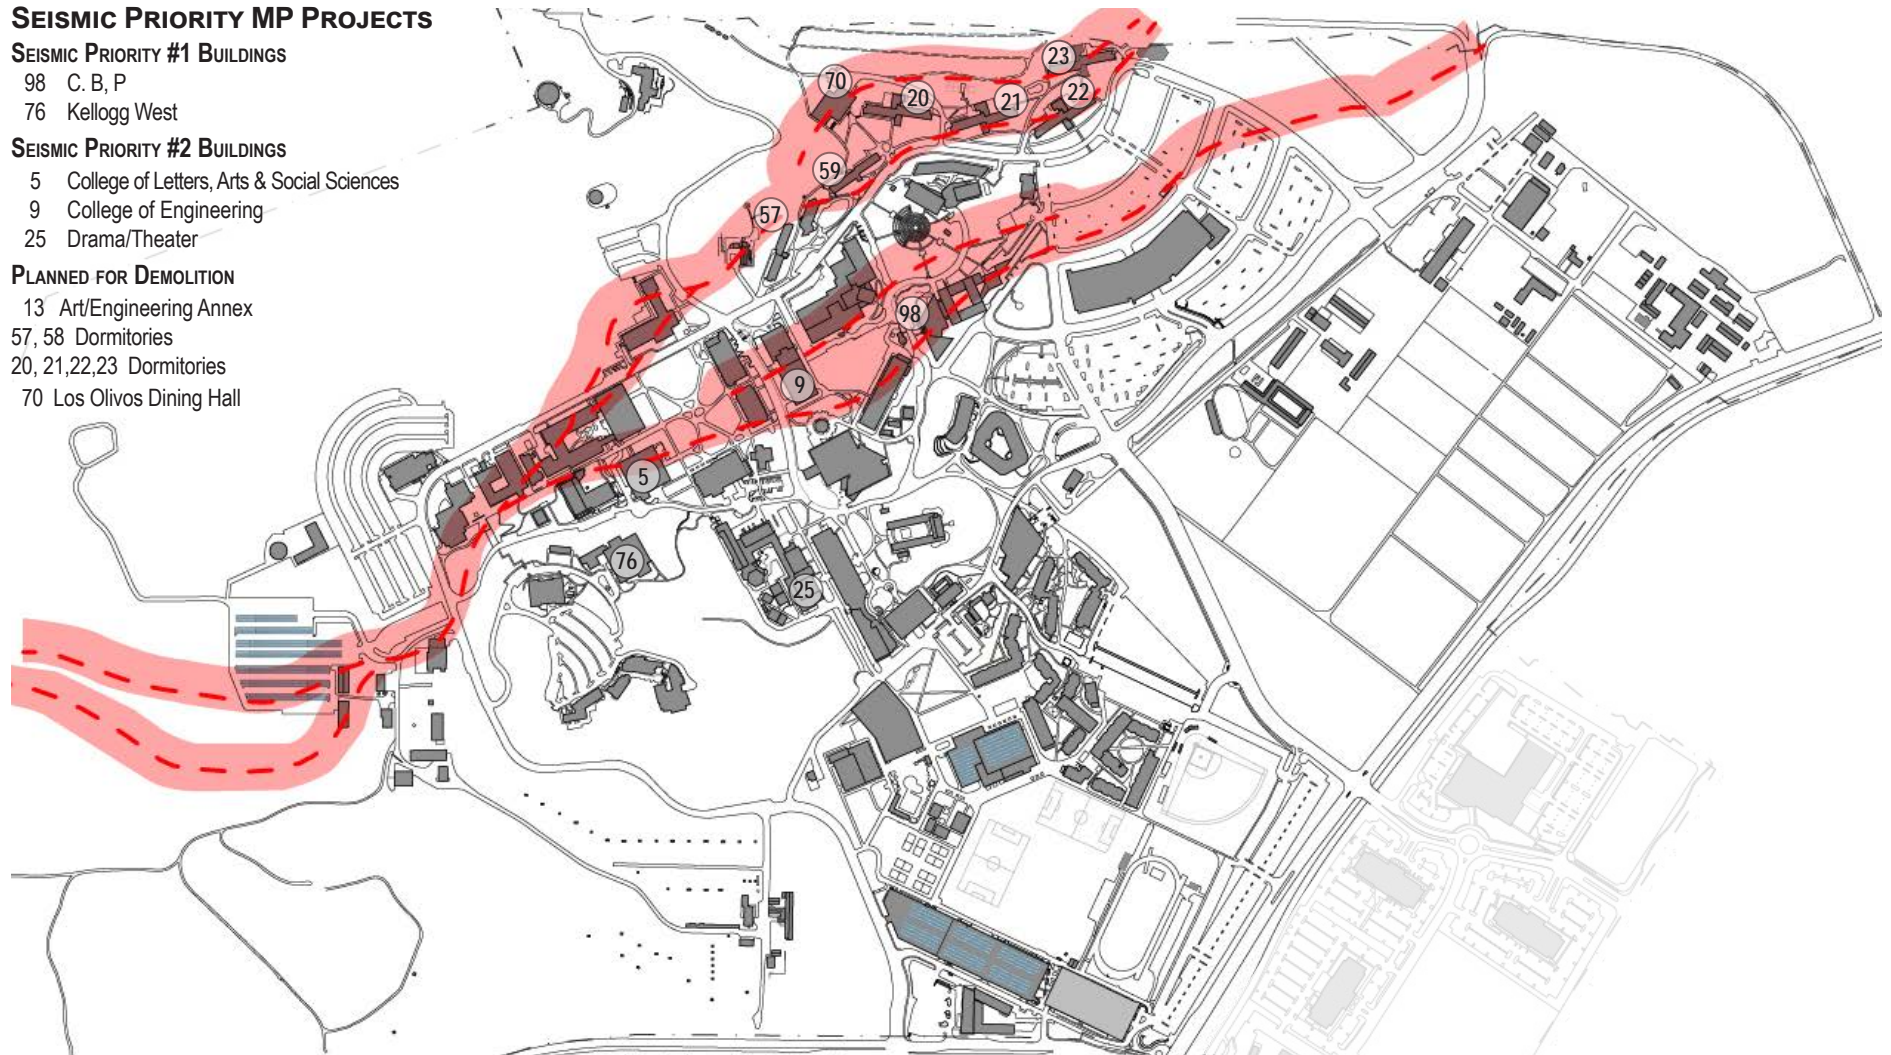 SEISMIC PRIORITY MP PROJECTS
SEISMIC PRIORITY #1 BUILDINGS
98 C. B, P
76 Kellogg West
SEISMIC PRIORITY #2 BUILDINGS
5 College of Letters, Arts & Social Sciences
9 College of Engineering
25 Drama/Theater
PLANNED FOR DEMOLITION
13 Art/Engineering Annex
57, 58 Dormitories
20, 21,22,23 Dormitories
70 Los Olivos Dining Hall
23
70
20
21
22
59
57
98
9
5
76
25